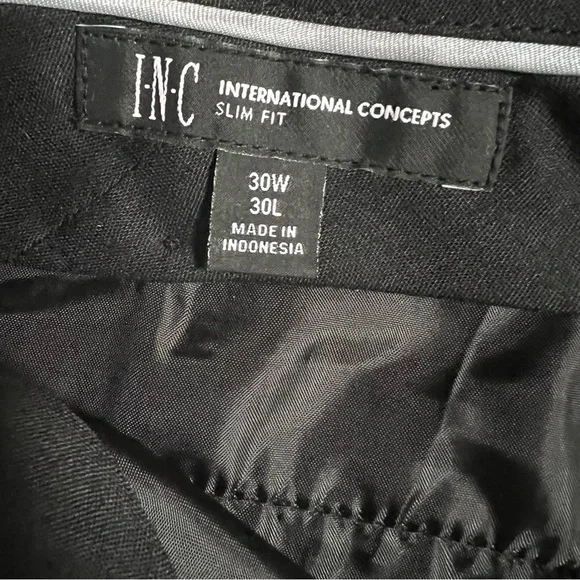 I·N·C INTERNATIONAL CONCEPTS
SLIM FIT
30W
30L
MADE IN
INDONESIA